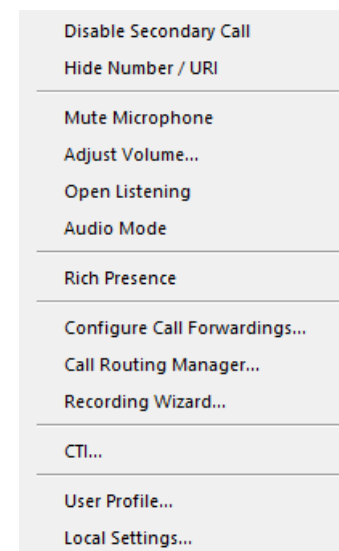 Disable Secondary Call
Hide Number / URI
Mute Microphone
Adjust Volume...
Open Listening
Audio Mode
Rich Presence
Configure Call Forwardings...
Call Routing Manager...
Recording Wizard...
CTI...
User Profile...
Local Settings...